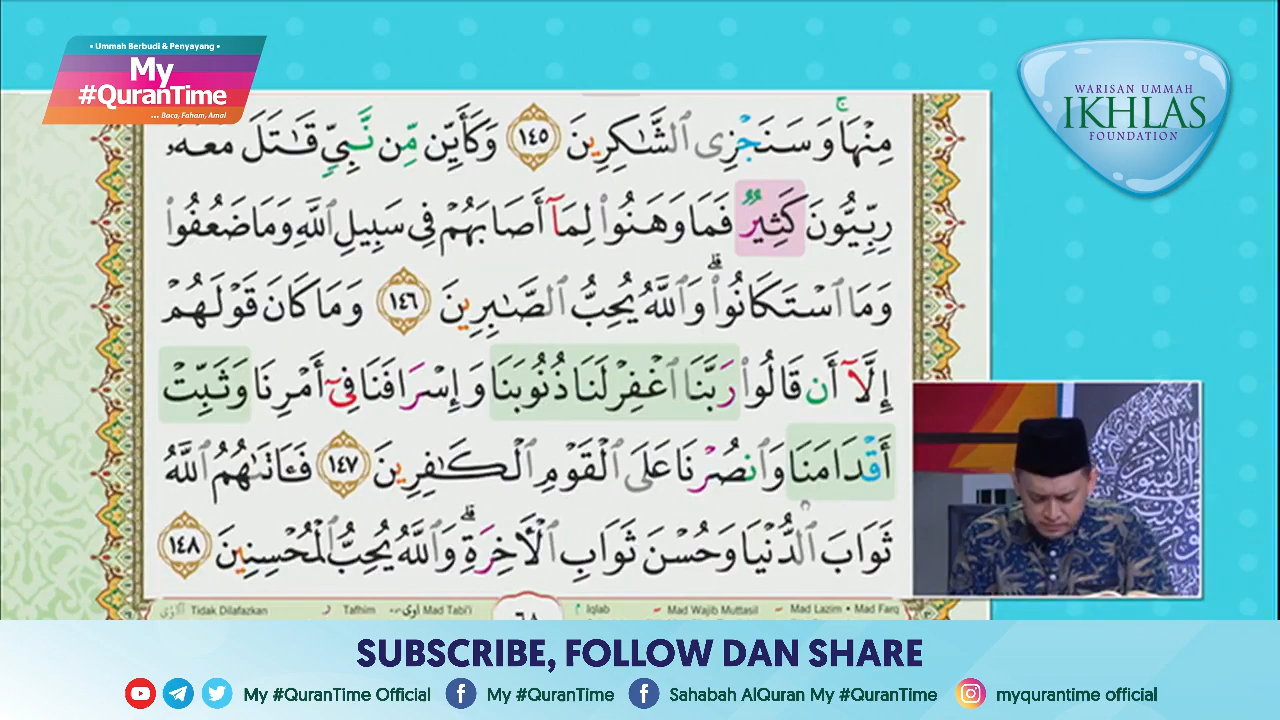 • Ummah Berbudi & Penyayang •
My
#QuranTime
... Baca, Faham, Amal
WARISAN UMMAH
IKHLAS
FOUNDATION
مِنْهَا ۚ وَسَنَجْزِى ٱلشَّـٰكِرِينَ ١٤٥ وَكَأَيِّن مِّن نَّبِىٍّ قَـٰتَلَ مَعَهُۥ
رِبِّيُّونَ كَثِيرٌ فَمَا وَهَنُوا۟ لِمَآ أَصَابَهُمْ فِى سَبِيلِ ٱللَّهِ وَمَا ضَعُفُوا۟
وَمَا ٱسْتَكَانُوا۟ ۗ وَٱللَّهُ يُحِبُّ ٱلصَّـٰبِرِينَ ١٤٦ وَمَا كَانَ قَوْلَهُمْ
إِلَّآ أَن قَالُوا۟ رَبَّنَا ٱغْفِرْ لَنَا ذُنُوبَنَا وَإِسْرَافَنَا فِىٓ أَمْرِنَا وَثَبِّتْ
أَقْدَامَنَا وَٱنصُرْنَا عَلَى ٱلْقَوْمِ ٱلْكَـٰفِرِينَ ١٤٧ فَـَٔاتَىٰهُمُ ٱللَّهُ
ثَوَابَ ٱلدُّنْيَا وَحُسْنَ ثَوَابِ ٱلْـَٔاخِرَةِ ۗ وَٱللَّهُ يُحِبُّ ٱلْمُحْسِنِينَ ١٤٨
Tidak Dilafazkan Tafhim Mad Tabi'i ٦٨ Iqlab Mad Wajib Muttasil Mad Lazim • Mad Farq
SUBSCRIBE, FOLLOW DAN SHARE
My #QuranTime Official My #QuranTime Sahabah AlQuran My #QuranTime myqurantime official